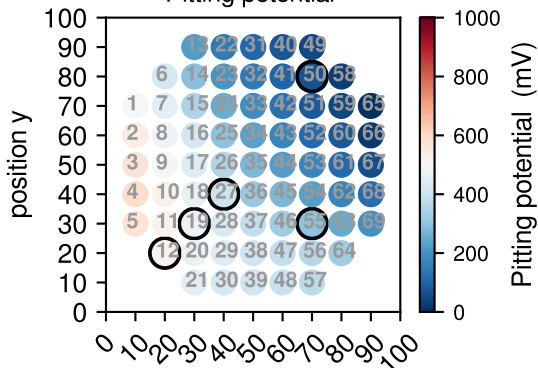 Pitting potential
100
90
80
70
60
50
40
30
20
10
0
position y
13 22 31 40 49
6 14 23 32 41 50 58
1 7 15 24 33 42 51 59 65
2 8 16 25 34 43 52 60 66
3 9 17 26 35 44 53 61 67
4 10 18 27 36 45 54 62 68
5 11 19 28 37 46 55 63 69
12 20 29 38 47 56 64
21 30 39 48 57
0 10 20 30 40 50 60 70 80 90 100
1000
800
600
400
200
0
Pitting potential (mV)